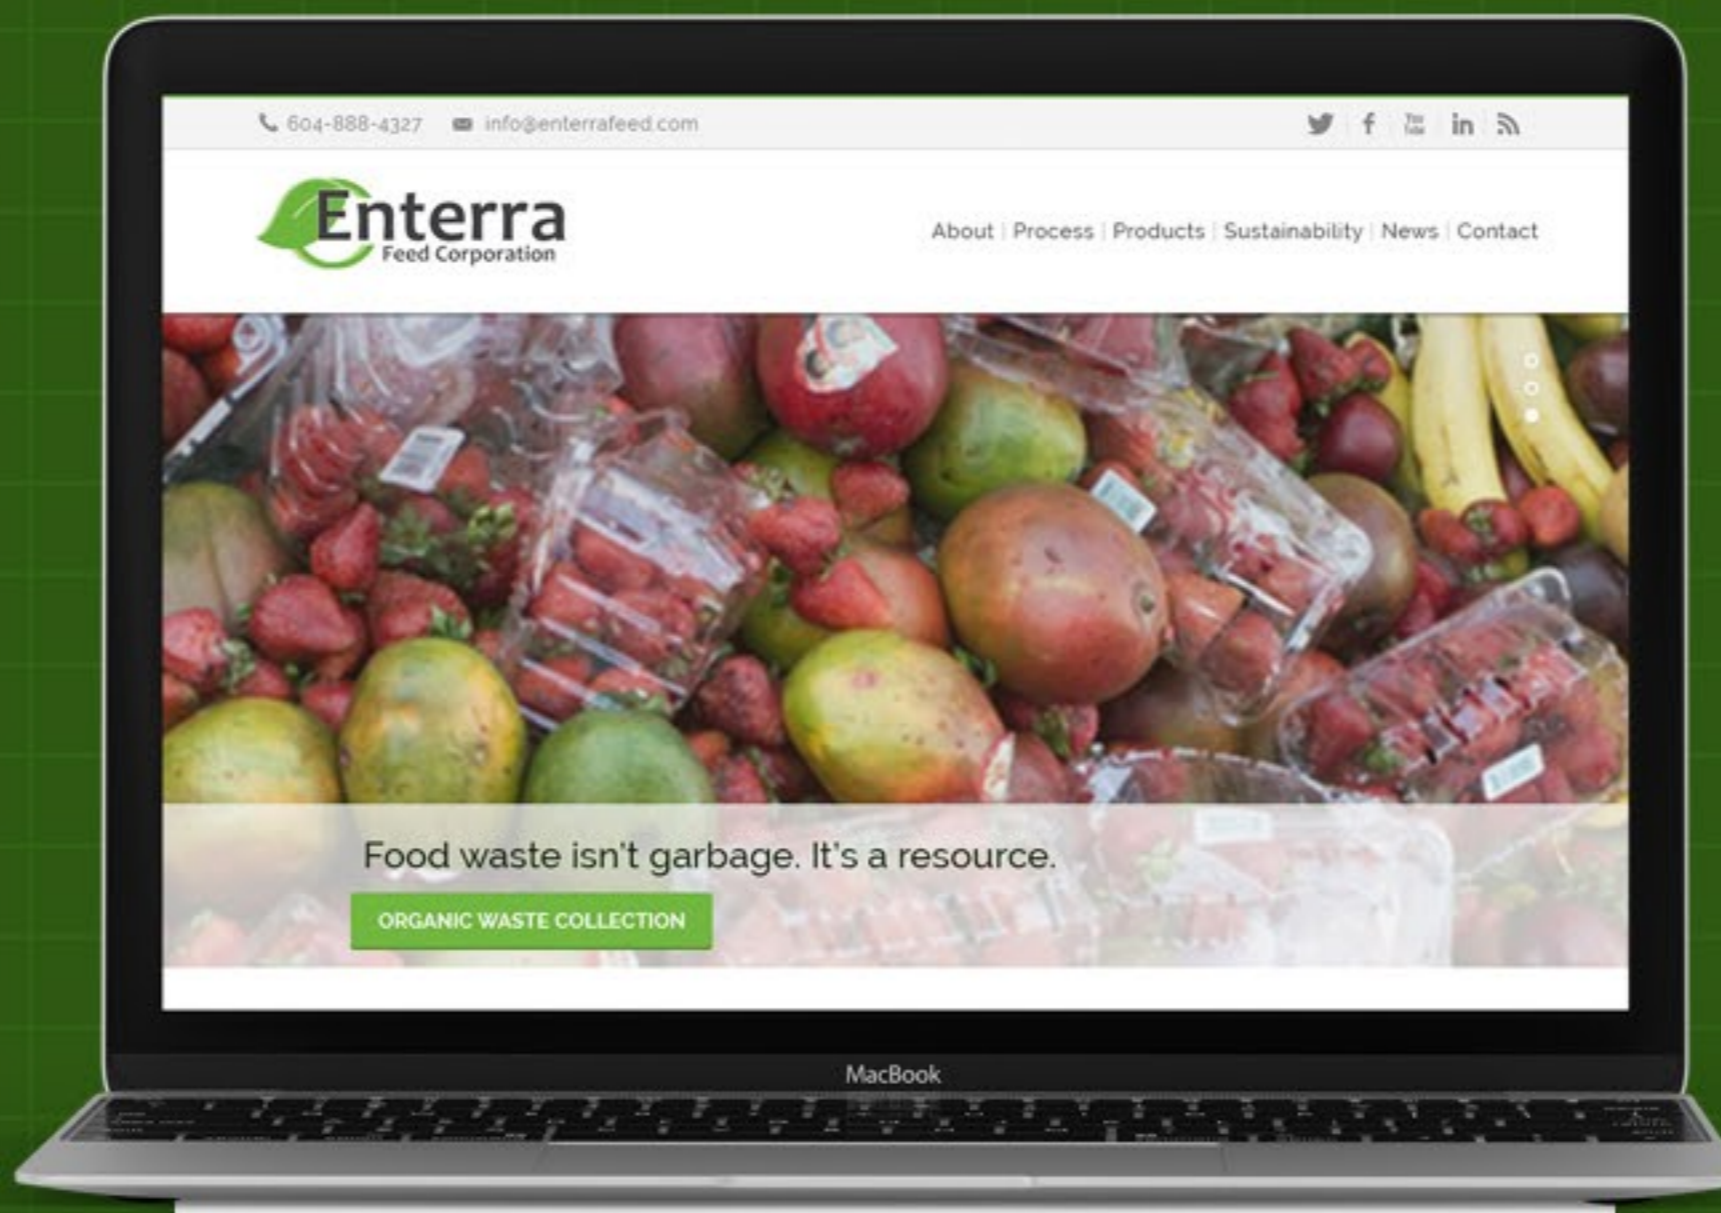 604-888-4327 info@enterrafeed.com
Enterra
Feed Corporation
About | Process | Products | Sustainability | News | Contact
Food waste isn't garbage. It's a resource.
ORGANIC WASTE COLLECTION
MacBook